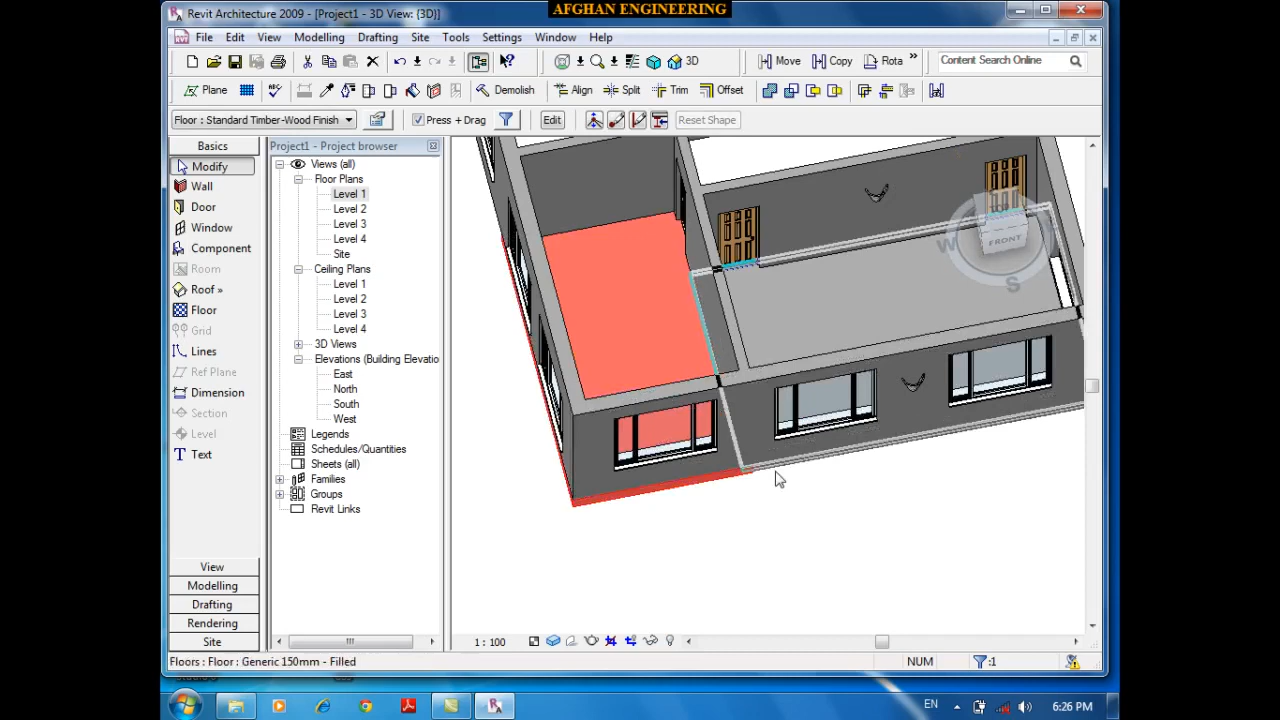 AFGHAN ENGINEERING
Revit Architecture 2009 - [Project1 - 3D View: {3D}]
File Edit View Modelling Drafting Site Tools Settings Window Help
3D Move Copy Rota » Content Search Online
Plane Demolish Align Split Trim Offset
Floor : Standard Timber-Wood Finish Press + Drag Edit Reset Shape
Basics
Modify
Wall
Door
Window
Component
Room
Roof »
Floor
Grid
Lines
Ref Plane
Dimension
Section
Level
Text
View
Modelling
Drafting
Rendering
Site
Project1 - Project browser
Views (all)
Floor Plans
Level 1
Level 2
Level 3
Level 4
Site
Ceiling Plans
Level 1
Level 2
Level 3
Level 4
3D Views
Elevations (Building Elevatio
East
North
South
West
Legends
Schedules/Quantities
Sheets (all)
Families
Groups
Revit Links
W FRONT
S
1 : 100
Floors : Floor : Generic 150mm - Filled NUM :1
EN 6:26 PM